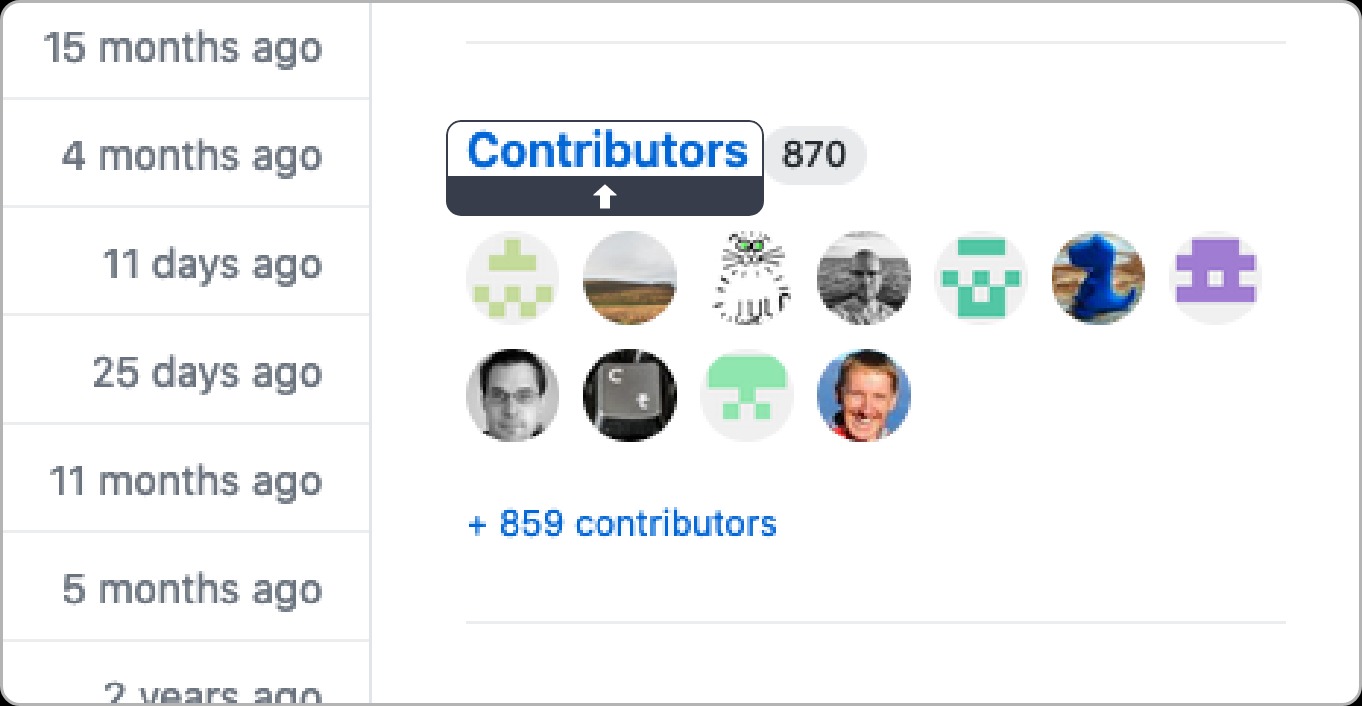 15 months ago
4 months ago
11 days ago
25 days ago
11 months ago
5 months ago
2 years ago
Contributors 870
C
t
+ 859 contributors